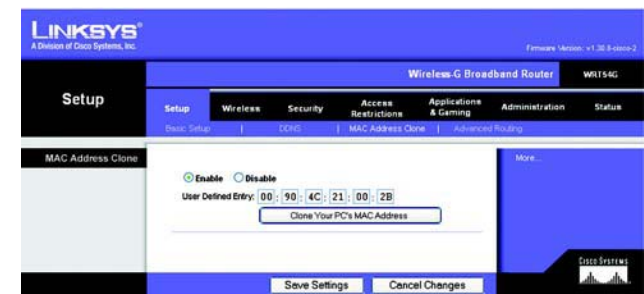 LINKSYS®
A Division of Cisco Systems, Inc.
Firmware Version: v1.30.8-cisco-2
Wireless-G Broadband Router WRT54G
Setup
Setup Wireless Security Access Restrictions Applications & Gaming Administration Status
Basic Setup | DDNS | MAC Address Clone | Advanced Routing
MAC Address Clone
More...
Enable Disable
User Defined Entry: 00 : 90 : 4C : 21 : 00 : 2B
Clone Your PC's MAC Address
CISCO SYSTEMS
Save Settings Cancel Changes